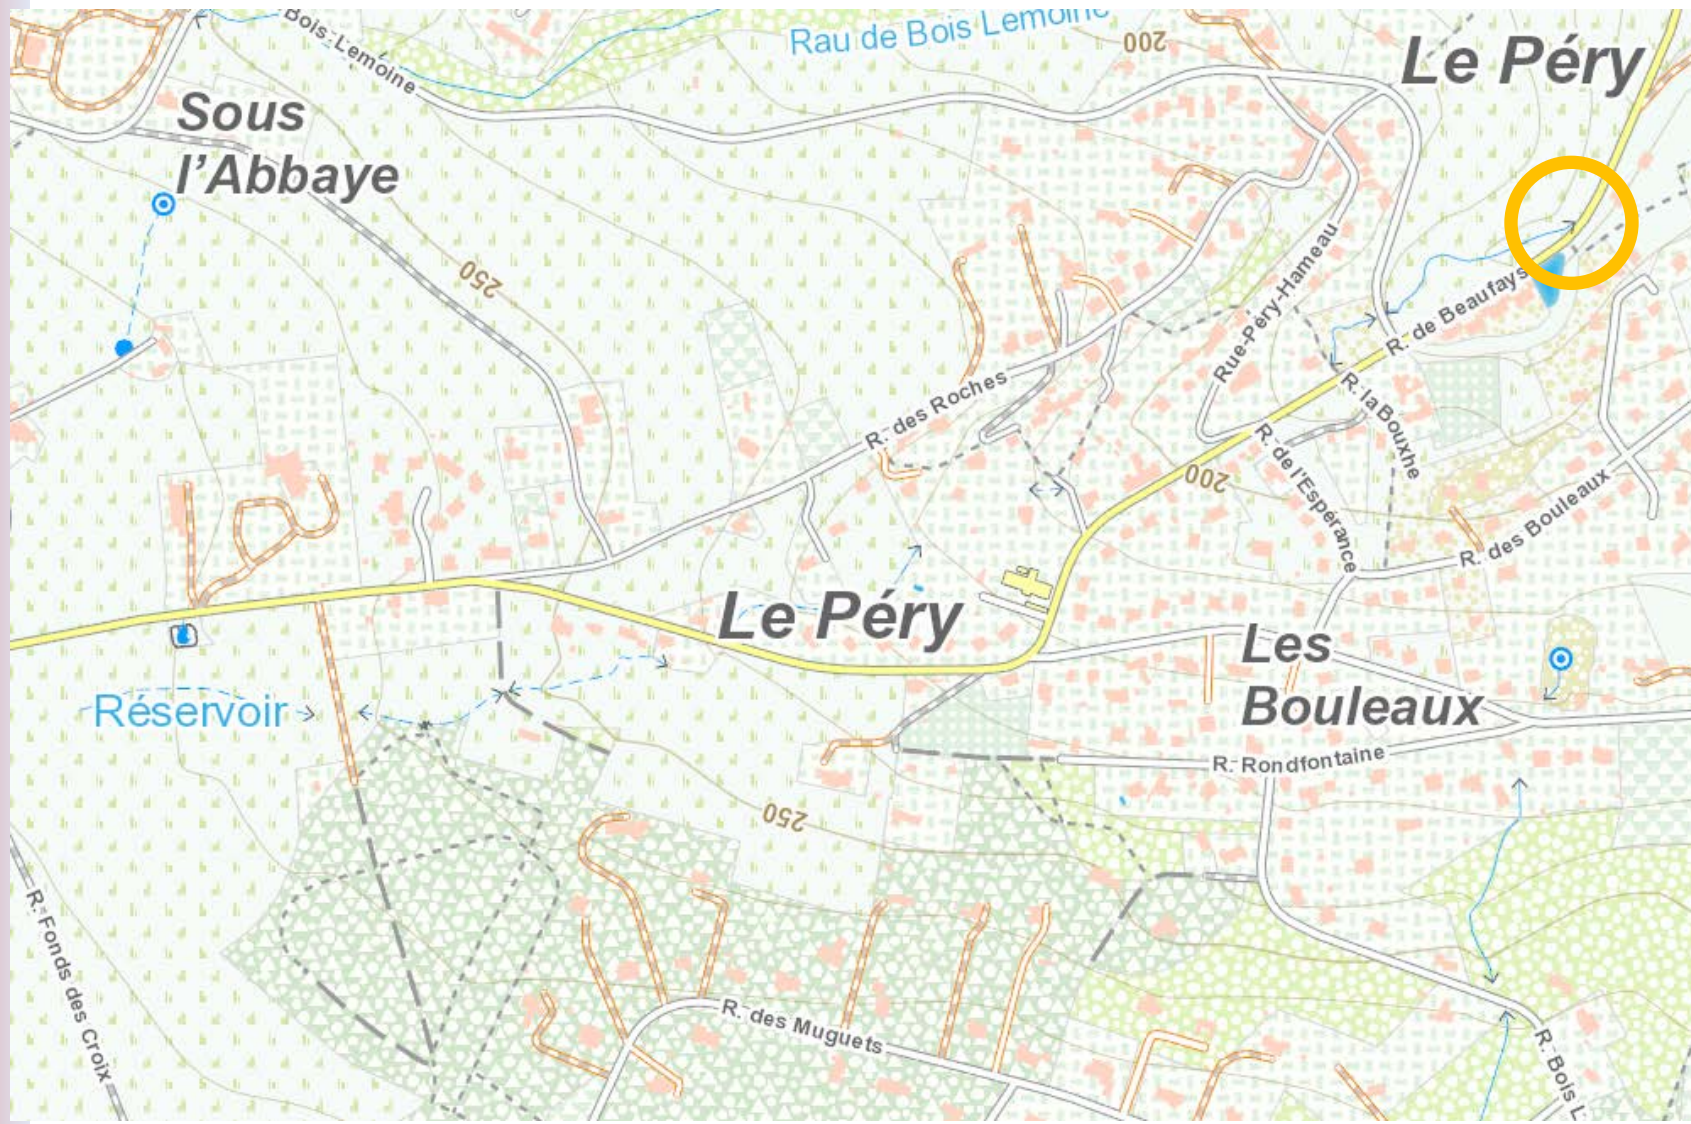 Bois Lemoine
Rau de Bois Lemoine
200
Le Péry
Sous
l'Abbaye
250
R. de Beaufays
Rue-Péry-Hameau
R. des Roches
R. la Bouxhe
R. de l'Espérance
200
R. des Bouleaux
Le Péry
Les
Bouleaux
Réservoir
R. Rondfontaine
250
R. Fonds des Croix
R. des Muguets
R. Bois L